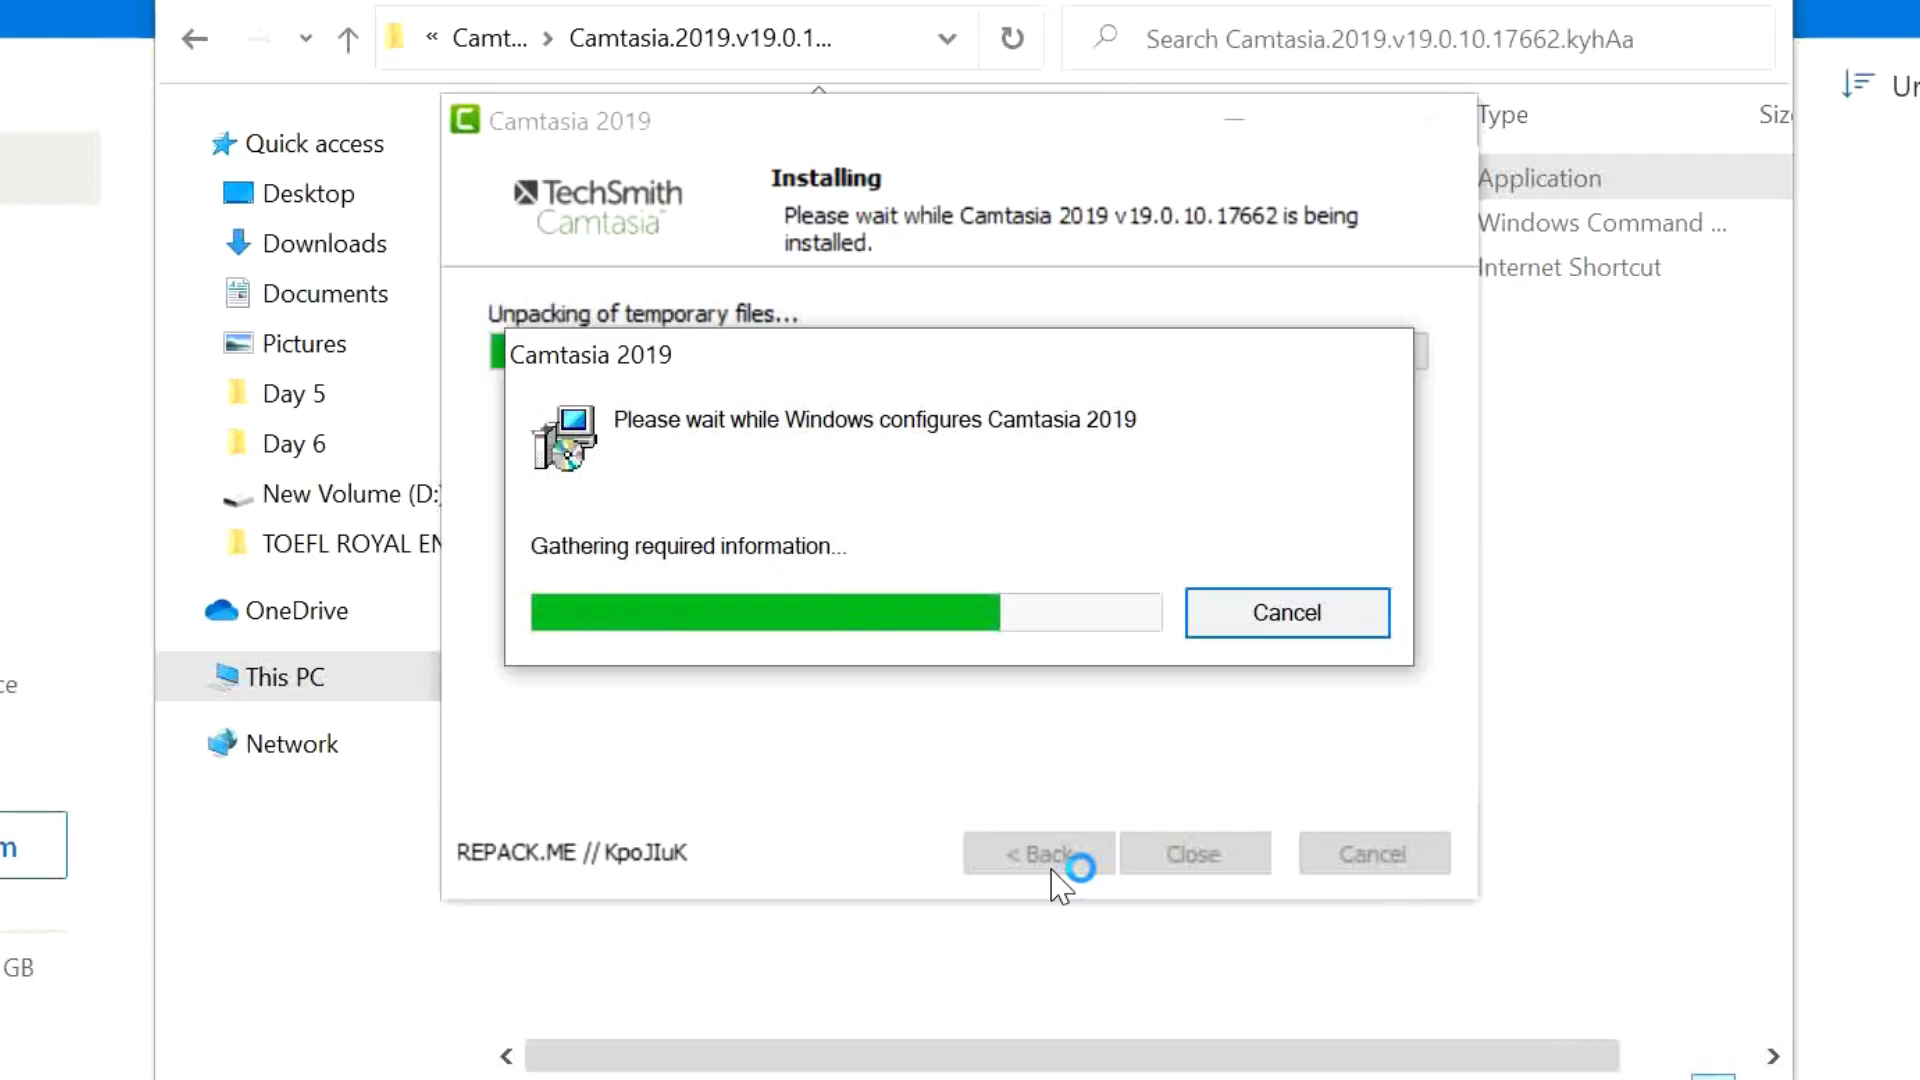 « Camt... > Camtasia.2019.v19.0.1...
Search Camtasia.2019.v19.0.10.17662.kyhAa
Ur
Camtasia 2019
Type
Siz
TechSmith
Camtasia
Installing
Please wait while Camtasia 2019 v19.0.10.17662 is being
installed.
Application
Windows Command ...
Internet Shortcut
Quick access
Desktop
Downloads
Documents
Pictures
Day 5
Day 6
New Volume (D:)
TOEFL ROYAL EN
OneDrive
This PC
Network
Unpacking of temporary files...
Camtasia 2019
Please wait while Windows configures Camtasia 2019
Gathering required information...
Cancel
REPACK.ME // KpoJIuK
< Back
Close
Cancel
ce
m
GB